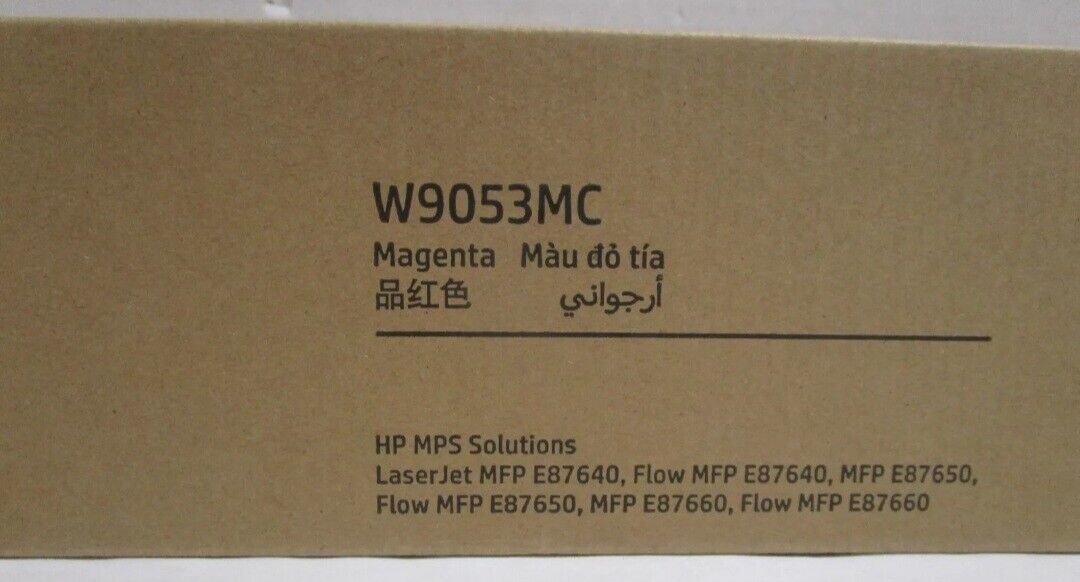 W9053MC
Magenta Màu đỏ tía
品红色 أرجواني
HP MPS Solutions
LaserJet MFP E87640, Flow MFP E87640, MFP E87650,
Flow MFP E87650, MFP E87660, Flow MFP E87660